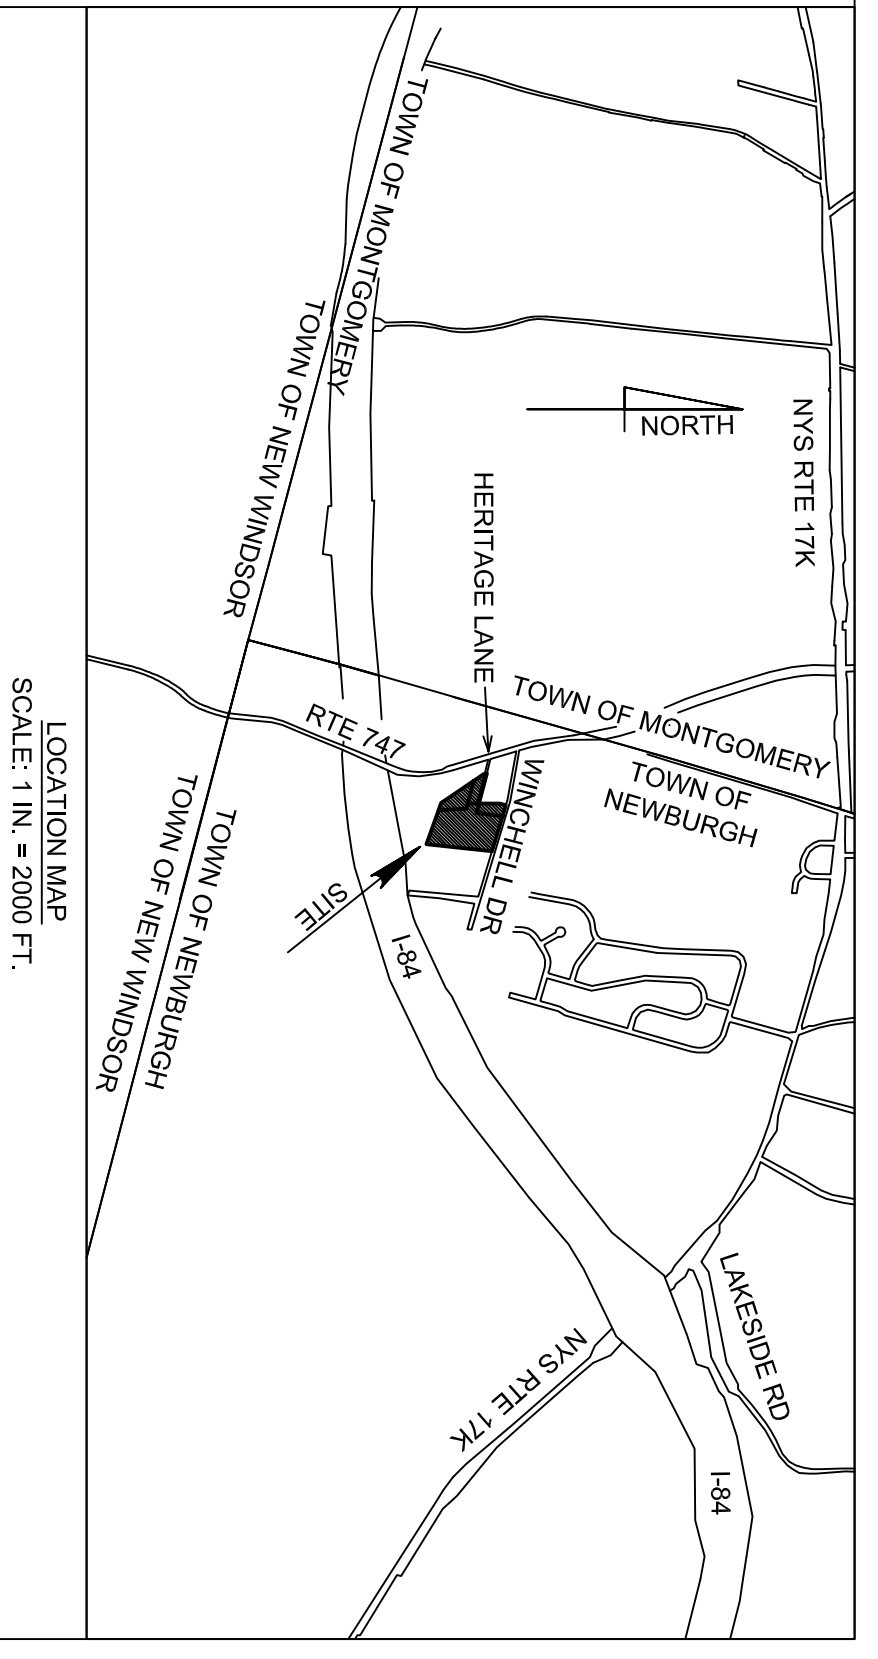 NYS RTE 17K
NORTH
TOWN OF MONTGOMERY
TOWN OF NEW WINDSOR
HERITAGE LANE
TOWN OF MONTGOMERY
TOWN OF
NEWBURGH
RTE 747
WINCHELL DR
SITE
I-84
TOWN OF NEWBURGH
TOWN OF NEW WINDSOR
LAKESIDE RD
NYS RTE 17K
I-84
LOCATION MAP
SCALE: 1 IN. = 2000 FT.